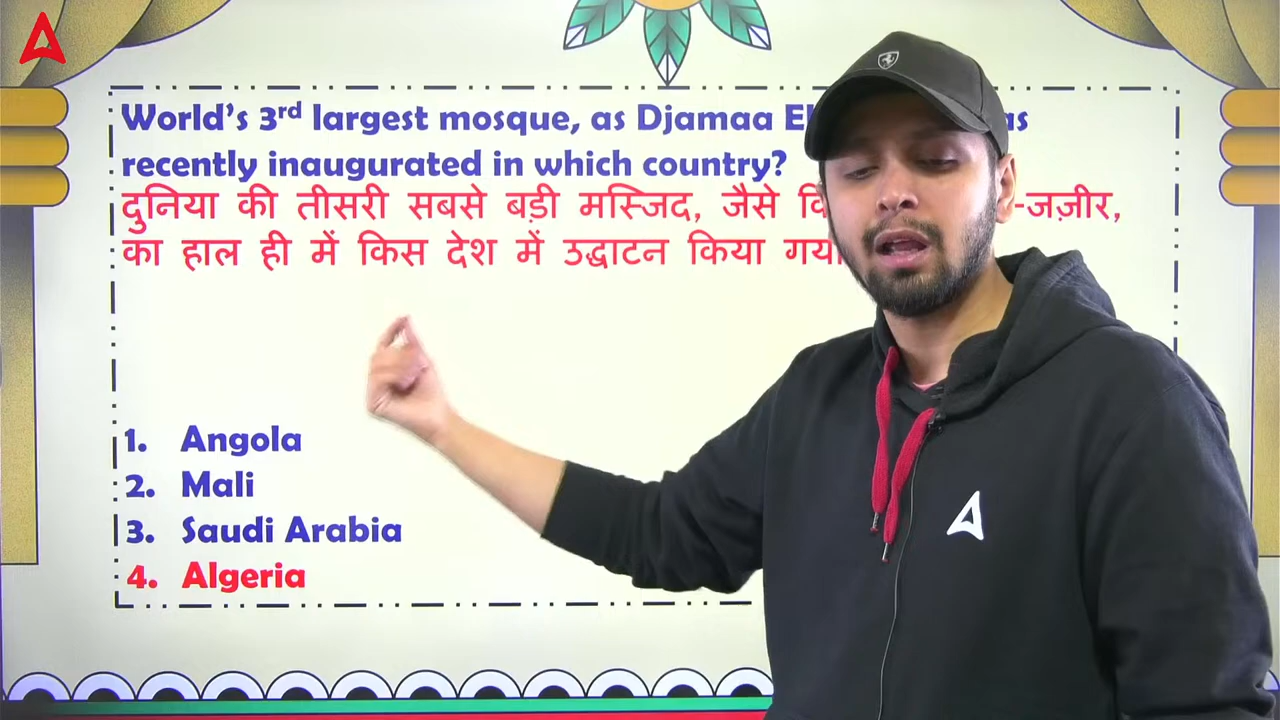 World's 3rd largest mosque, as Djamaa
recently inaugurated in which country?
दुनिया की तीसरी सबसे बड़ी मस्जिद, जैसे -जज़ीर,
का हाल ही में किस देश में उद्घाटन किया
1. Angola
2. Mali
3. Saudi Arabia
4. Algeria